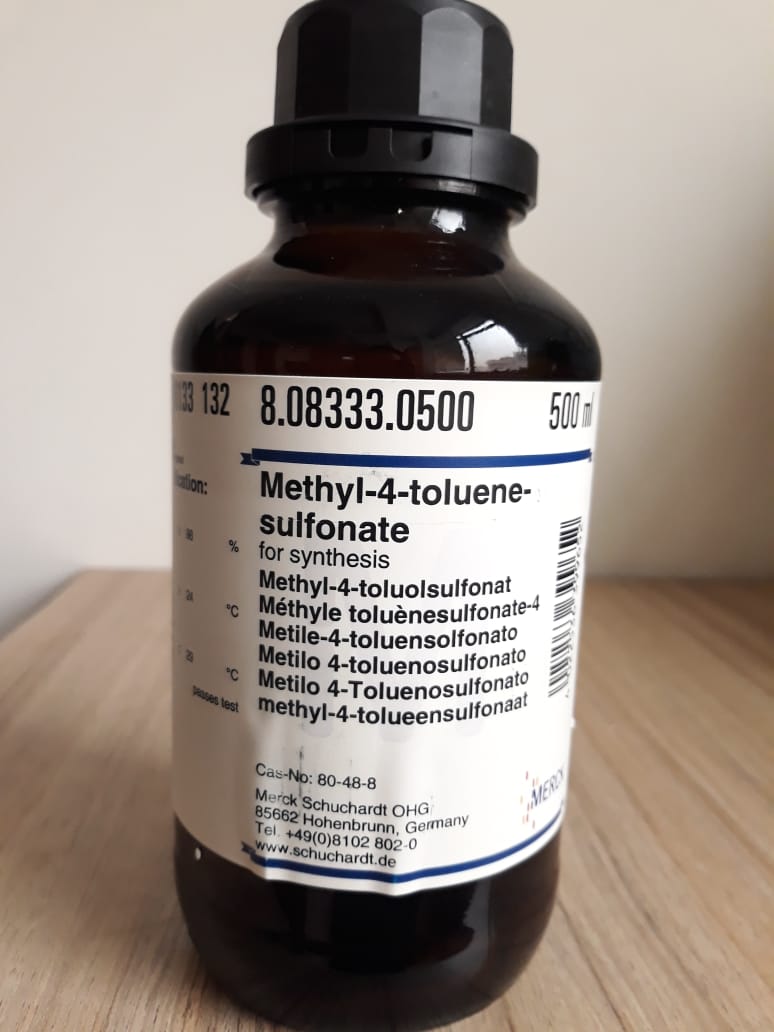 132 8.08333.0500 500 ml
Methyl-4-toluene-
sulfonate
for synthesis
Methyl-4-toluolsulfonat
Méthyle toluènesulfonate-4
Metile-4-toluensolfonato
Metilo 4-toluenosulfonato
Metilo 4-Toluenosulfonato
methyl-4-tolueensulfonaat
%
°C
°C
passes test
Cas-No: 80-48-8
Merck Schuchardt OHG
85662 Hohenbrunn, Germany
Tel. +49(0)8102 802-0
www.schuchardt.de
MERCK